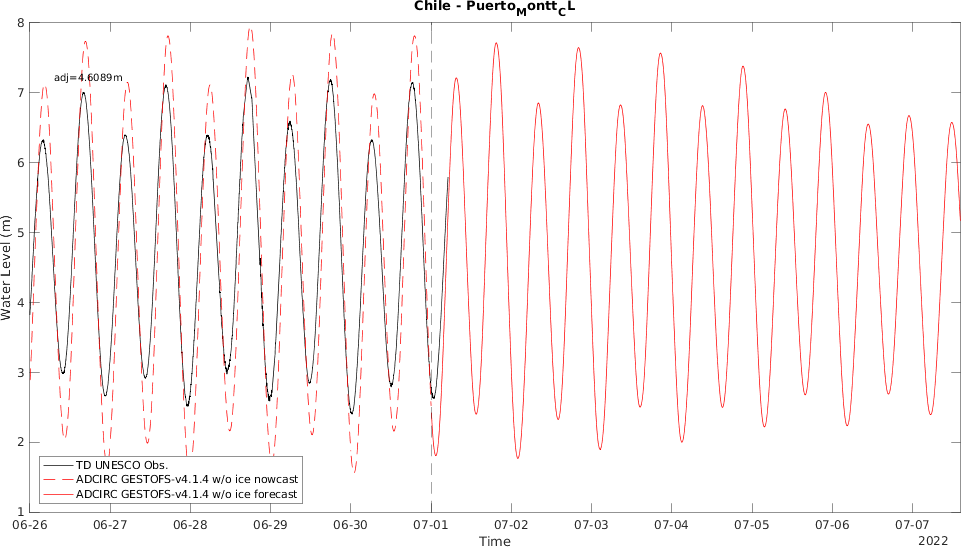 Chile - PuertoMonttCL
8
adj=4.6089m
7
6
5
4
3
2
1
Water Level (m)
TD UNESCO Obs.
ADCIRC GESTOFS-v4.1.4 w/o ice nowcast
ADCIRC GESTOFS-v4.1.4 w/o ice forecast
06-26 06-27 06-28 06-29 06-30 07-01 07-02 07-03 07-04 07-05 07-06 07-07
Time
2022